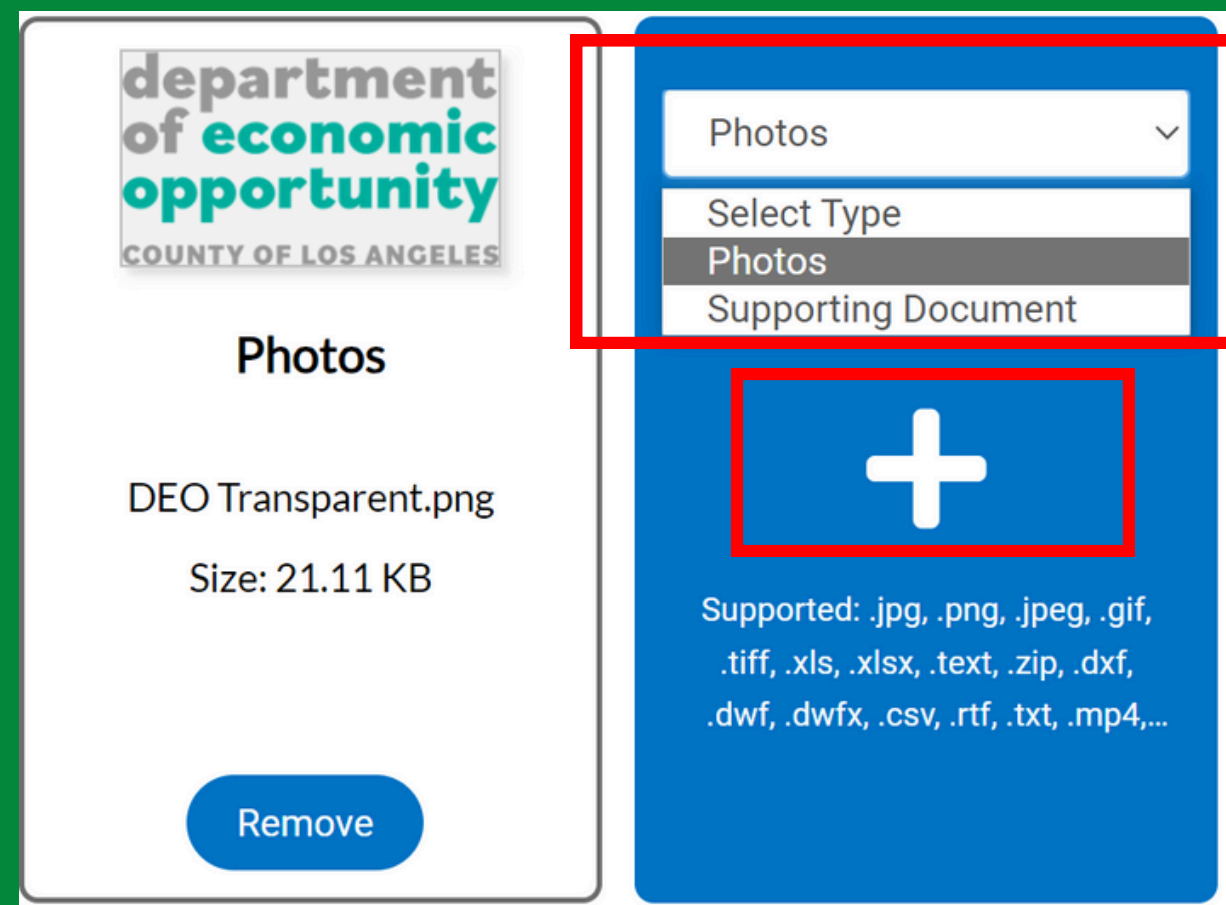 department
of economic
opportunity
COUNTY OF LOS ANGELES
Photos
DEO Transparent.png
Size: 21.11 KB
Remove
Photos
Select Type
Photos
Supporting Document
Supported: .jpg, .png, .jpeg, .gif,
.tiff, .xls, .xlsx, .text, .zip, .dxf,
.dwf, .dwfx, .csv, .rtf, .txt, .mp4,...